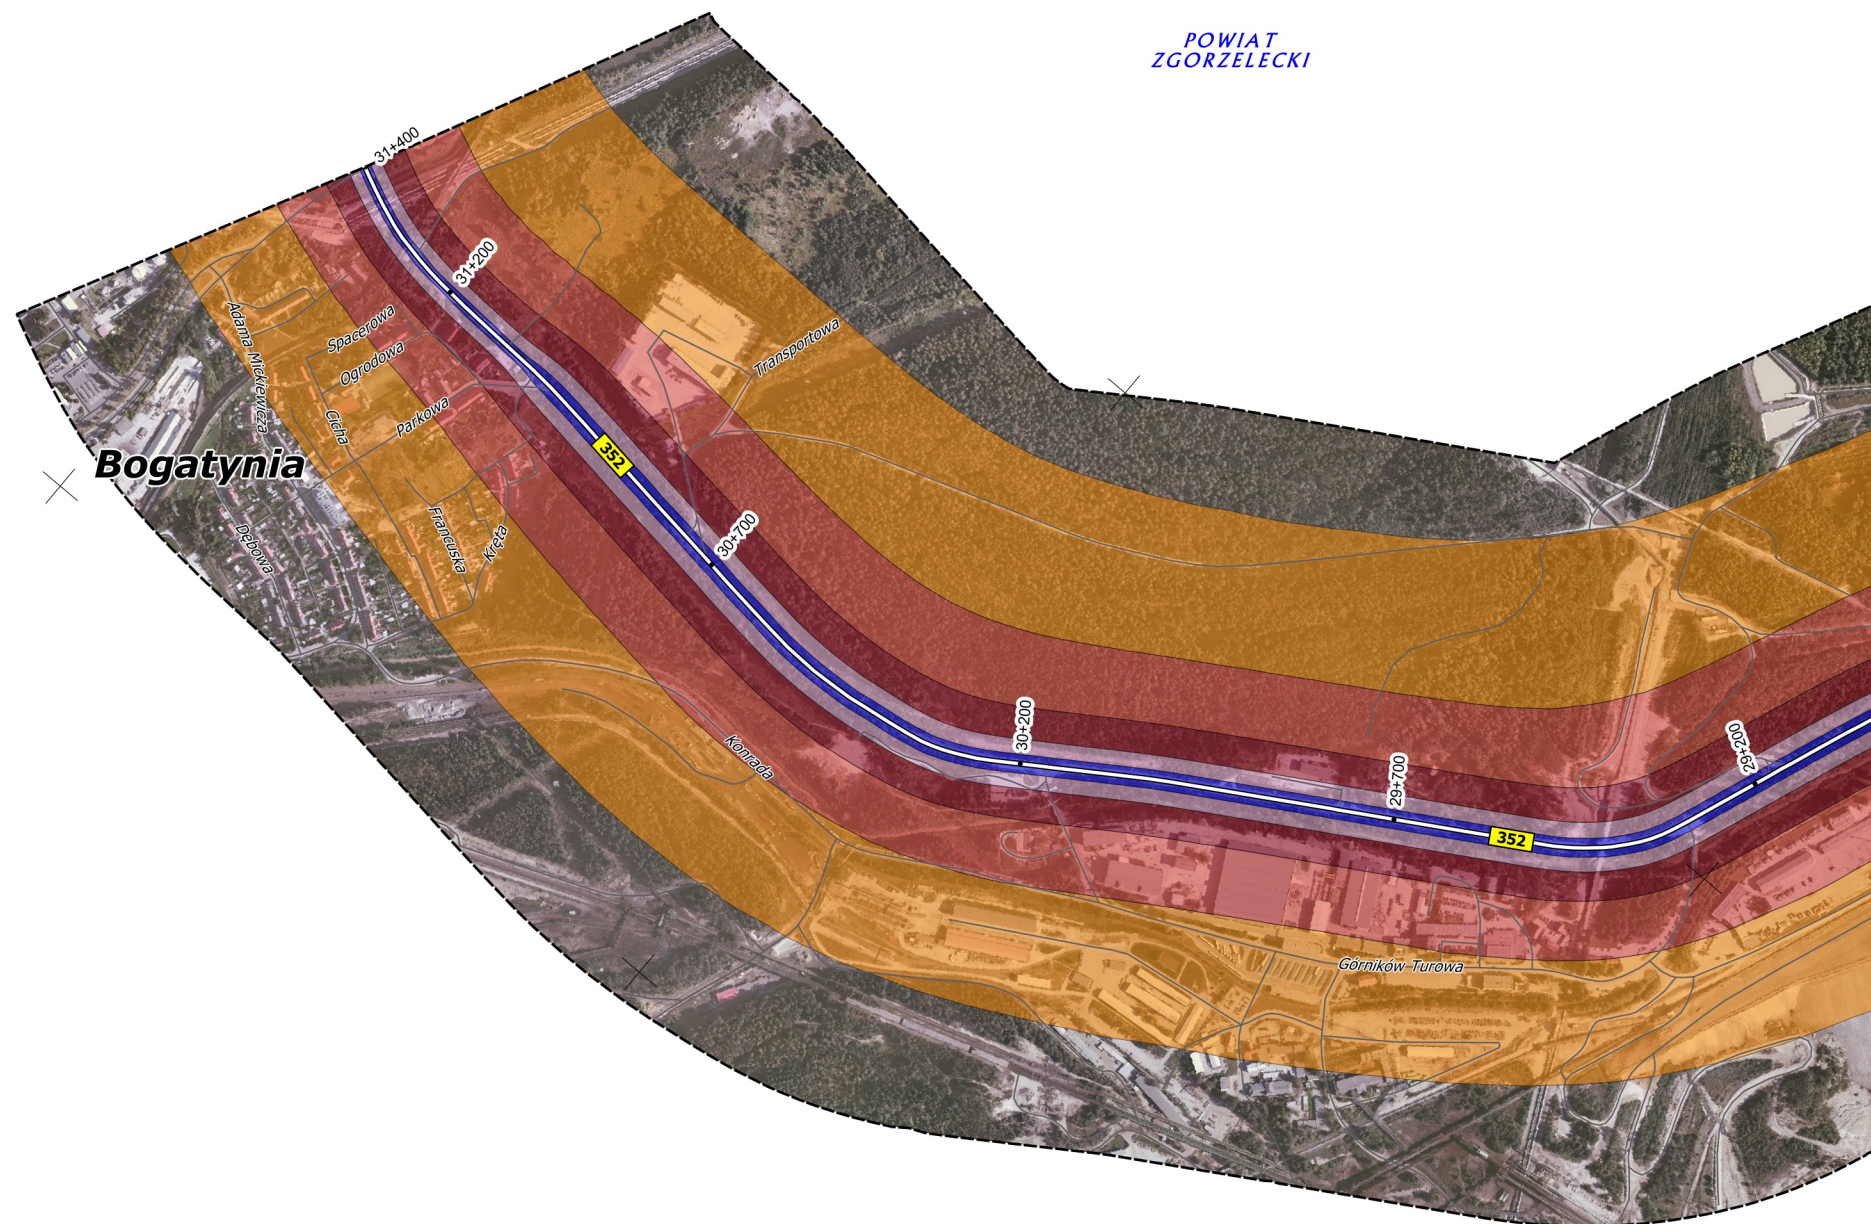 POWIAT
ZGORZELECKI
31+400
31+200
Adama Mickiewicza
Spacerowa
Ogrodowa
Transportowa
Cicha
Parkowa
352
Bogatynia
Francuska
Kręta
Dębowa
30+700
Konrada
30+200
29+700
29+200
352
Górników Turowa